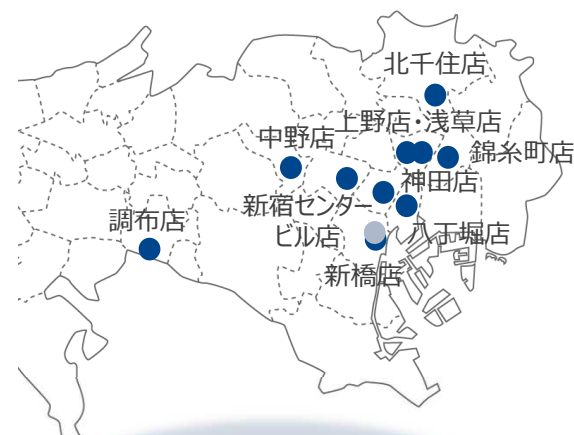 北千住店
上野店・浅草店
中野店
錦糸町店
神田店
新宿センター
ビル店
調布店
八丁堀店
新橋店